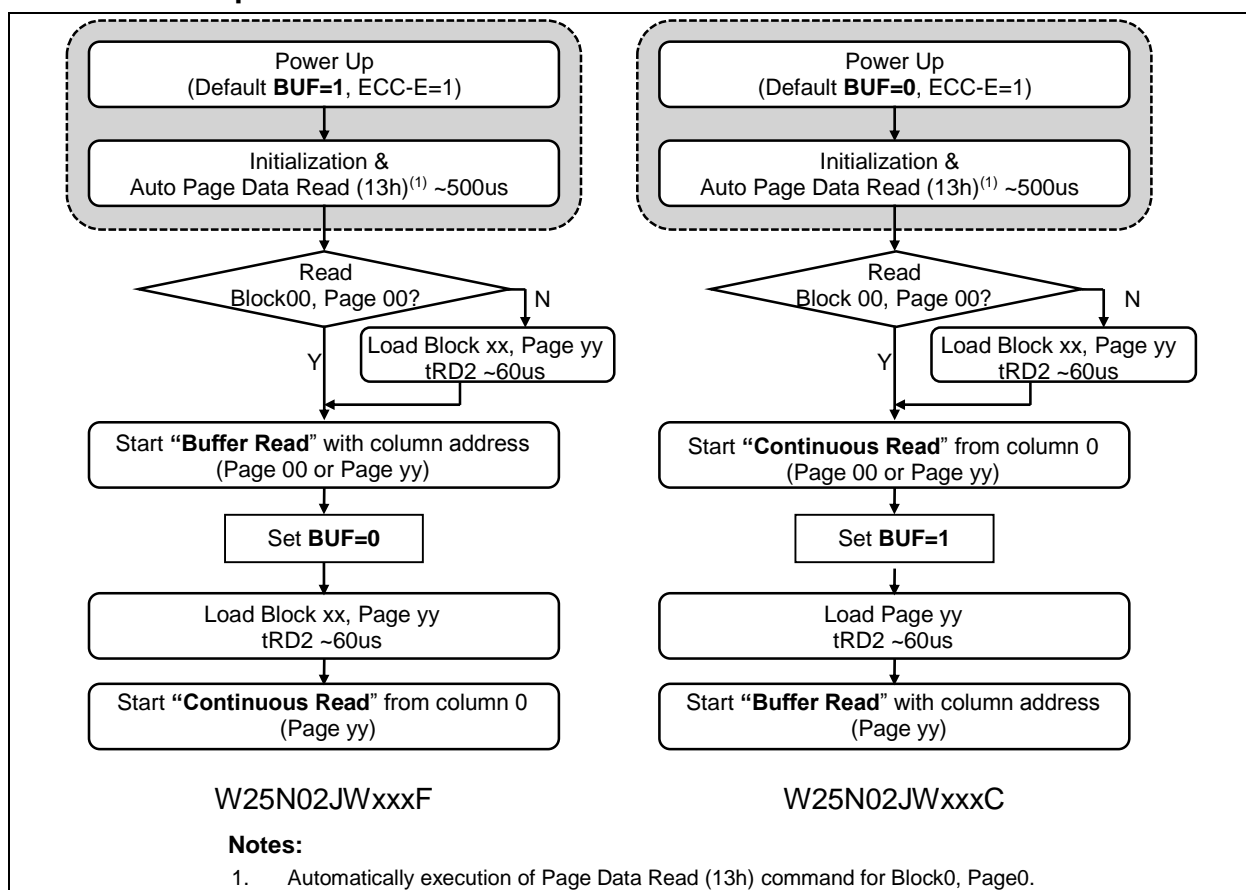 Power Up
(Default BUF=1, ECC-E=1)
Initialization &
Auto Page Data Read (13h)(1) ~500us
Read
Block00, Page 00?
N
Y
Load Block xx, Page yy
tRD2 ~60us
Start “Buffer Read” with column address
(Page 00 or Page yy)
Set BUF=0
Load Block xx, Page yy
tRD2 ~60us
Start “Continuous Read” from column 0
(Page yy)
W25N02JWxxxF
Power Up
(Default BUF=0, ECC-E=1)
Initialization &
Auto Page Data Read (13h)(1) ~500us
Read
Block 00, Page 00?
N
Y
Load Block xx, Page yy
tRD2 ~60us
Start “Continuous Read” from column 0
(Page 00 or Page yy)
Set BUF=1
Load Page yy
tRD2 ~60us
Start “Buffer Read” with column address
(Page yy)
W25N02JWxxxC
Notes:
1. Automatically execution of Page Data Read (13h) command for Block0, Page0.